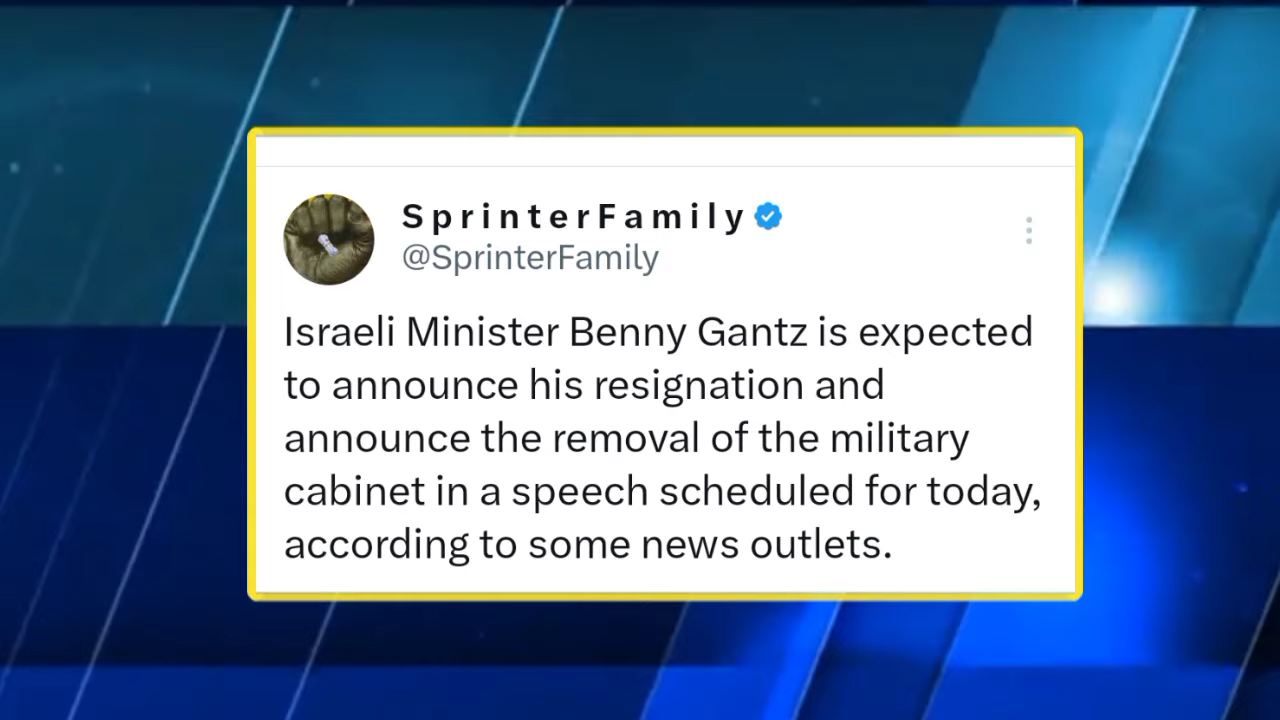 SprinterFamily
@SprinterFamily
Israeli Minister Benny Gantz is expected
to announce his resignation and
announce the removal of the military
cabinet in a speech scheduled for today,
according to some news outlets.